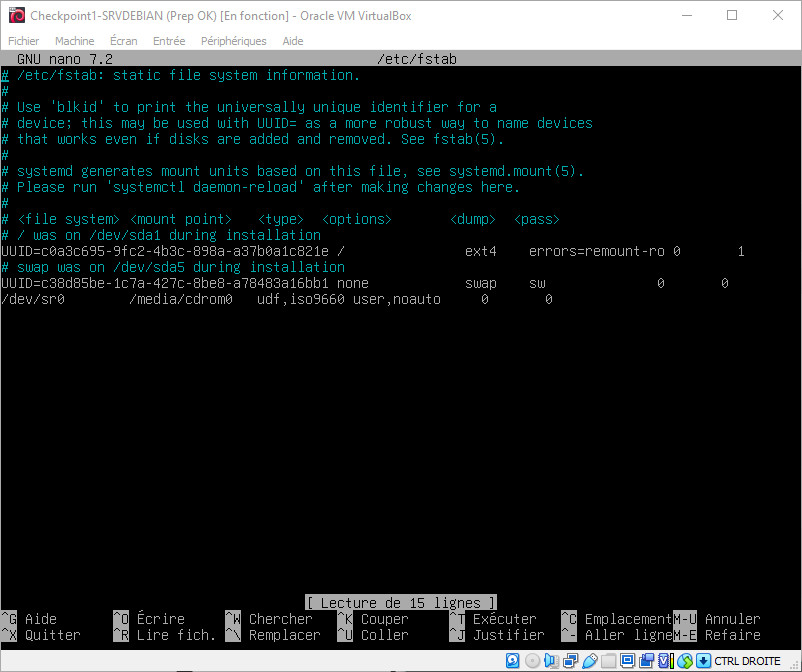 Checkpoint1-SRVDEBIAN (Prep OK) [En fonction] - Oracle VM VirtualBox
Fichier Machine Écran Entrée Périphériques Aide
GNU nano 7.2 /etc/fstab
# /etc/fstab: static file system information.
#
# Use 'blkid' to print the universally unique identifier for a
# device; this may be used with UUID= as a more robust way to name devices
# that works even if disks are added and removed. See fstab(5).
#
# systemd generates mount units based on this file, see systemd.mount(5).
# Please run 'systemctl daemon-reload' after making changes here.
#
# <file system> <mount point> <type> <options> <dump> <pass>
# / was on /dev/sda1 during installation
UUID=c0a3c695-9fc2-4b3c-898a-a37b0a1c821e / ext4 errors=remount-ro 0 1
# swap was on /dev/sda5 during installation
UUID=c38d85be-1c7a-427c-8be8-a78483a16bb1 none swap sw 0 0
/dev/sr0 /media/cdrom0 udf,iso9660 user,noauto 0 0
[ Lecture de 15 lignes ]
^G Aide ^O Écrire ^W Chercher ^K Couper ^T Exécuter ^C Emplacement M-U Annuler
^X Quitter ^R Lire fich. ^\ Remplacer ^U Coller ^J Justifier ^- Aller ligne M-E Refaire
CTRL DROITE